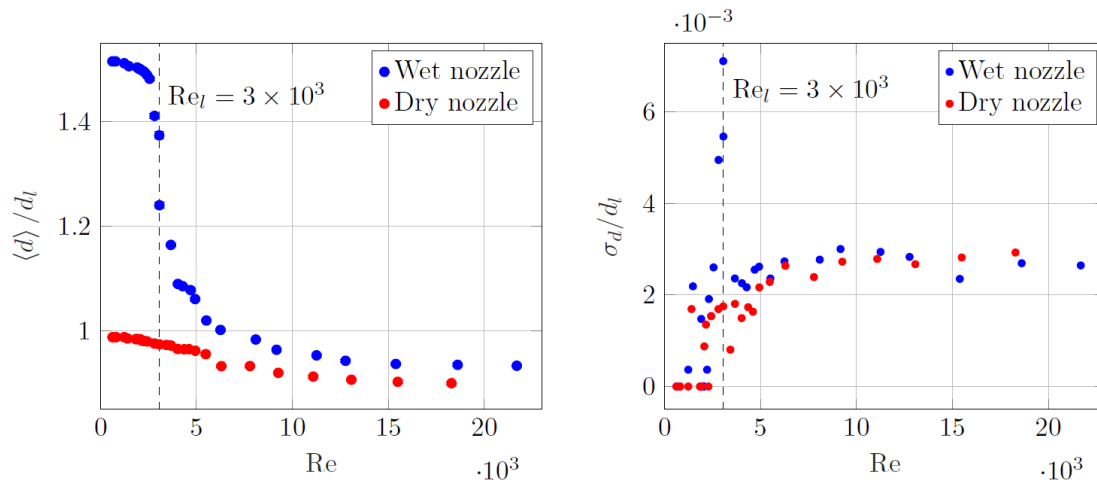 ⟨d⟩ / d_l
1.4
1.2
1
0
5
10
15
20
Re
·10³
Re_l = 3 × 10³
Wet nozzle
Dry nozzle
·10⁻³
σ_d/d_l
6
4
2
0
0
5
10
15
20
Re
·10³
Re_l = 3 × 10³
Wet nozzle
Dry nozzle